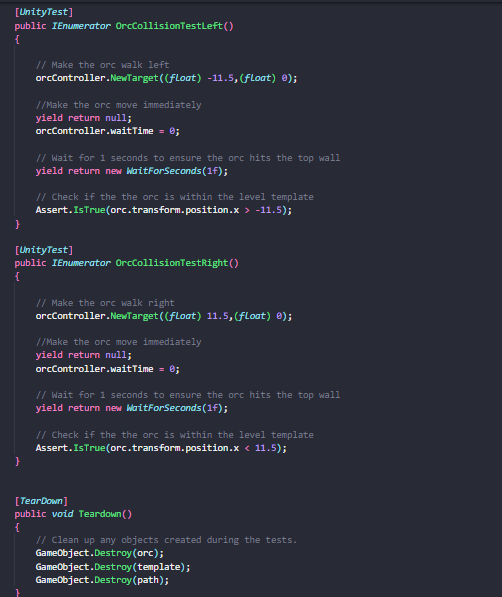 [UnityTest]
public IEnumerator OrcCollisionTestLeft()
{
// Make the orc walk left
orcController.NewTarget((float) -11.5,(float) 0);
//Make the orc move immediately
yield return null;
orcController.waitTime = 0;
// Wait for 1 seconds to ensure the orc hits the top wall
yield return new WaitForSeconds(1f);
// Check if the the orc is within the level template
Assert.IsTrue(orc.transform.position.x > -11.5);
}
[UnityTest]
public IEnumerator OrcCollisionTestRight()
{
// Make the orc walk right
orcController.NewTarget((float) 11.5,(float) 0);
//Make the orc move immediately
yield return null;
orcController.waitTime = 0;
// Wait for 1 seconds to ensure the orc hits the top wall
yield return new WaitForSeconds(1f);
// Check if the the orc is within the level template
Assert.IsTrue(orc.transform.position.x < 11.5);
}
[TearDown]
public void Teardown()
{
// Clean up any objects created during the tests.
GameObject.Destroy(orc);
GameObject.Destroy(template);
GameObject.Destroy(path);
}